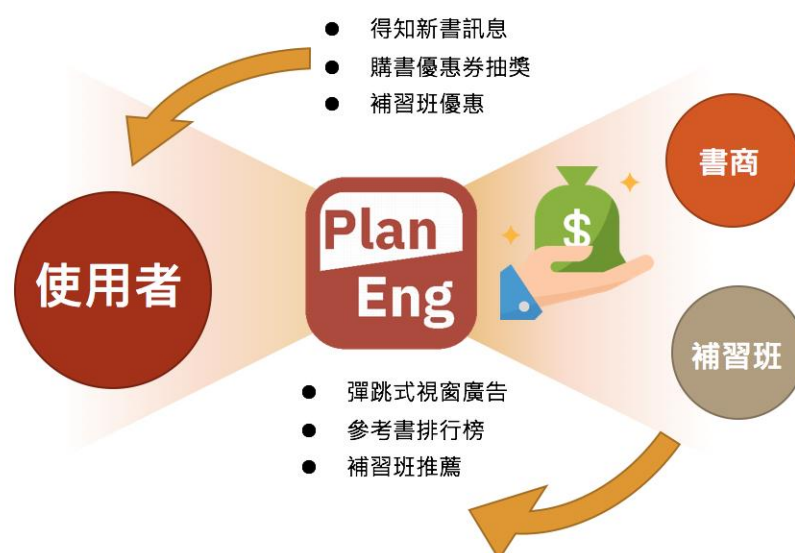 ● 得知新書訊息
● 購書優惠券抽獎
● 補習班優惠
使用者
Plan
Eng
$
書商
補習班
● 彈跳式視窗廣告
● 參考書排行榜
● 補習班推薦